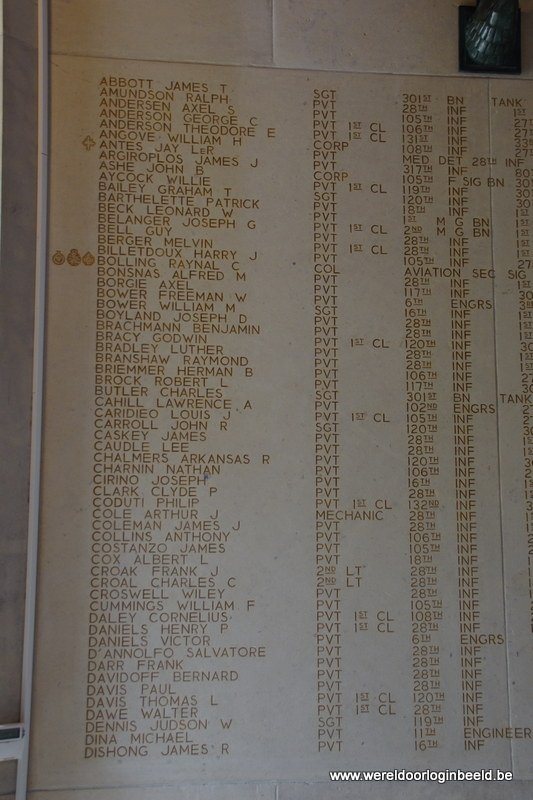 ABBOTT JAMES T SGT 301ST BN TANK
AMUNDSON RALPH PVT 28TH INF 1ST
ANDERSEN AXEL S PVT 105TH INF
ANDERSON GEORGE C PVT 1ST CL 106TH INF
ANDERSON THEODORE E PVT 1ST CL 131ST INF
ANGOVE WILLIAM H CORP 108TH INF
ANTES JAY LER PVT MED DET 28TH INF
ARGIROPLOS JAMES J PVT 317TH INF
ASHE JOHN B CORP 105TH F SIG BN
AYCOCK WILLIE PVT 1ST CL 119TH INF
BAILEY GRAHAM T SGT 120TH INF
BARTHELETTE PATRICK PVT 18TH INF
BECK LEONARD W PVT 1ST M G BN
BELANGER JOSEPH G PVT 1ST CL 2ND M G BN
BELL GUY PVT 28TH INF
BERGER MELVIN PVT 1ST CL 28TH INF
BILLETDOUX HARRY J PVT 105TH INF
BOLLING RAYNAL C COL AVIATION SEC SIG
BONSNAS ALFRED M PVT 28TH INF
BORGIE AXEL PVT 117TH INF
BOWER FREEMAN W PVT 6TH ENGRS
BOWER WILLIAM M SGT 16TH INF
BOYLAND JOSEPH D PVT 28TH INF
BRACHMANN BENJAMIN PVT 28TH INF
BRACY GODWIN PVT 1ST CL 120TH INF
BRADLEY LUTHER PVT 28TH INF
BRANSHAW RAYMOND PVT 28TH INF
BRIEMMER HERMAN B PVT 106TH INF
BROCK ROBERT L PVT 117TH INF
BUTLER CHARLES SGT 301ST BN TANK
CAHILL LAWRENCE A PVT 102ND ENGRS
CARIDIEO LOUIS J PVT 1ST CL 105TH INF
CARROLL JOHN R SGT 120TH INF
CASKEY JAMES PVT 28TH INF
CAUDLE LEE PVT 28TH INF
CHALMERS ARKANSAS R PVT 120TH INF
CHARNIN NATHAN PVT 106TH INF
CIRINO JOSEPH PVT 16TH INF
CLARK CLYDE P PVT 28TH INF
CODUTI PHILIP PVT 1ST CL 132ND INF
COLE ARTHUR J MECHANIC 28TH INF
COLEMAN JAMES J PVT 28TH INF
COLLINS ANTHONY PVT 106TH INF
COSTANZO JAMES PVT 105TH INF
COX ALBERT L PVT 18TH INF
CROAK FRANK J 2ND LT 28TH INF
CROAL CHARLES C 2ND LT 28TH INF
CROSWELL WILEY PVT 28TH INF
CUMMINGS WILLIAM F PVT 105TH INF
DALEY CORNELIUS PVT 1ST CL 108TH INF
DANIELS HENRY P PVT 1ST CL 28TH INF
DANIELS VICTOR PVT 6TH ENGRS
D'ANNOLFO SALVATORE PVT 28TH INF
DARR FRANK PVT 28TH INF
DAVIDOFF BERNARD PVT 28TH INF
DAVIS PAUL PVT 28TH INF
DAVIS THOMAS L PVT 1ST CL 120TH INF
DAWE WALTER PVT 1ST CL 28TH INF
DENNIS JUDSON W SGT 119TH INF
DINA MICHAEL PVT 11TH ENGINEER
DISHONG JAMES R PVT 16TH INF
www.wereldoorloginbeeld.be